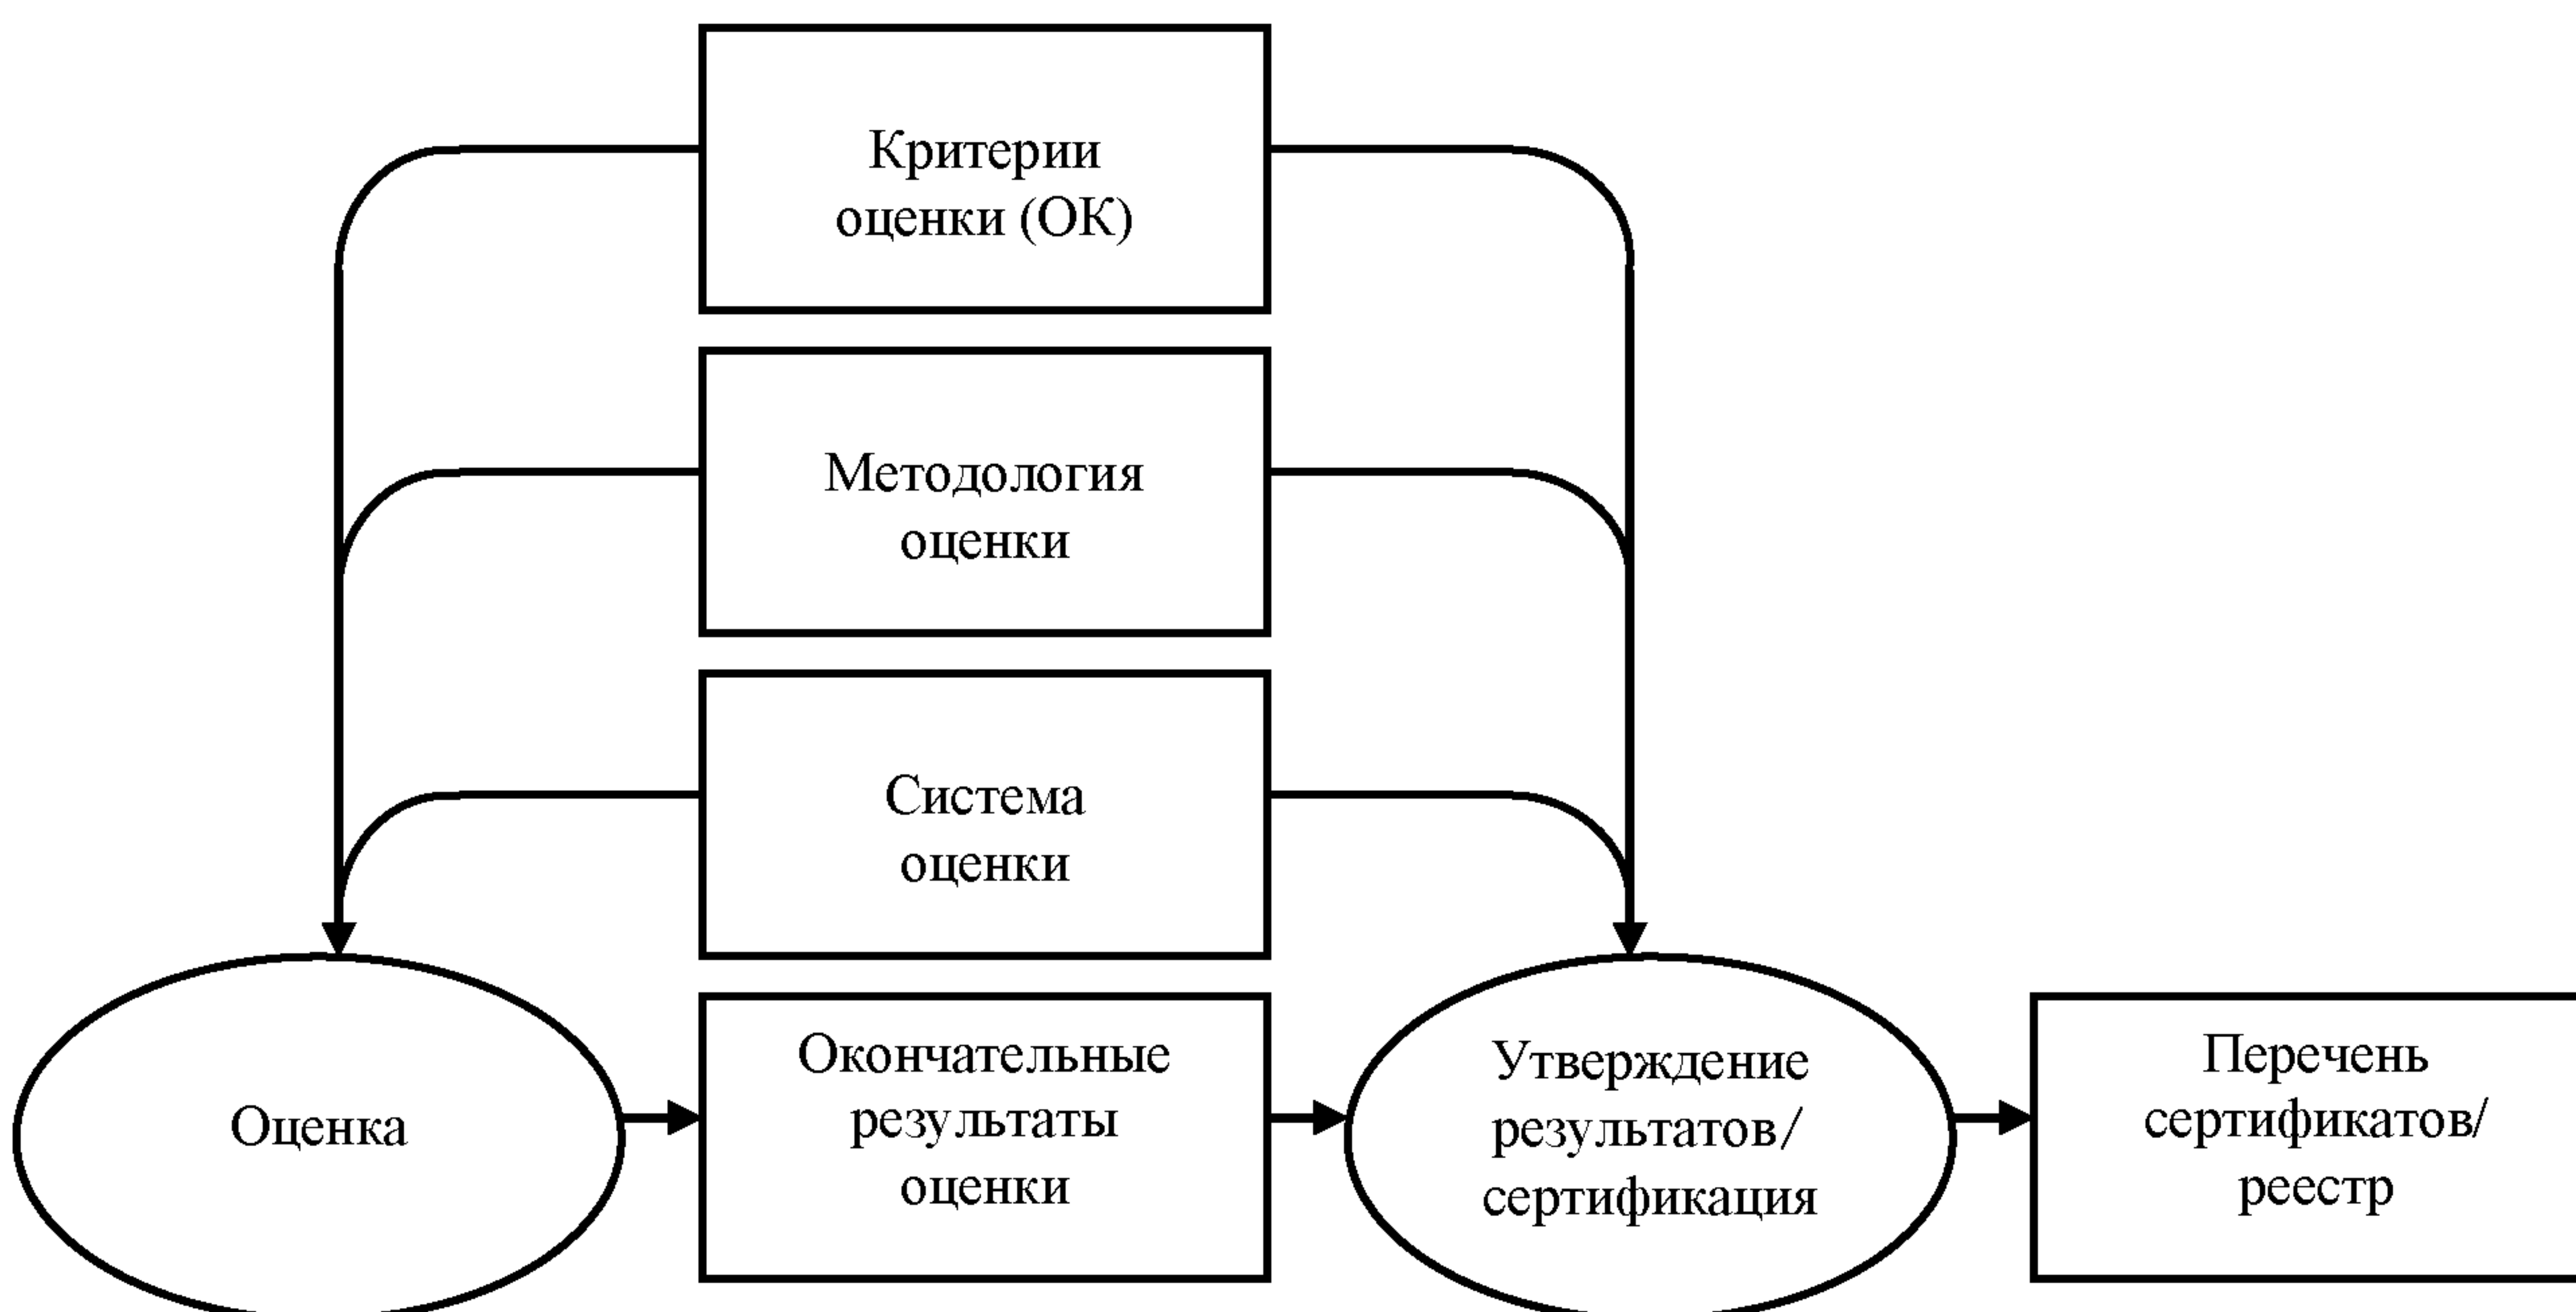 Критерии
оценки (ОК)
Методология
оценки
Система
оценки
Оценка
Окончательные
результаты
оценки
Утверждение
результатов/
сертификация
Перечень
сертификатов/
реестр